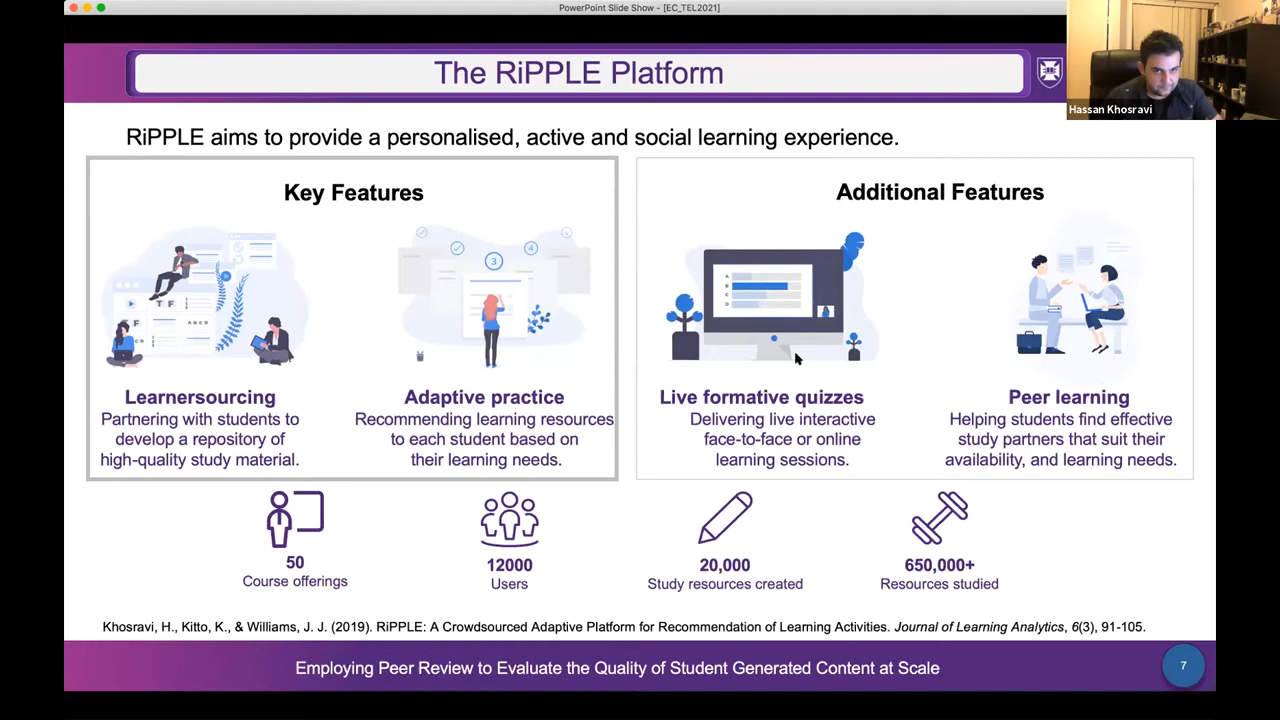 PowerPoint Slide Show - [EC_TEL2021]
The RiPPLE Platform
Hassan Khosravi
RiPPLE aims to provide a personalised, active and social learning experience.
Key Features
Additional Features
3
4
T F
A B C D
T F
A
B
C
D
Learnersourcing
Partnering with students to
develop a repository of
high-quality study material.
Adaptive practice
Recommending learning resources
to each student based on
their learning needs.
Live formative quizzes
Delivering live interactive
face-to-face or online
learning sessions.
Peer learning
Helping students find effective
study partners that suit their
availability, and learning needs.
50
Course offerings
12000
Users
20,000
Study resources created
650,000+
Resources studied
Khosravi, H., Kitto, K., & Williams, J. J. (2019). RiPPLE: A Crowdsourced Adaptive Platform for Recommendation of Learning Activities. Journal of Learning Analytics, 6(3), 91-105.
Employing Peer Review to Evaluate the Quality of Student Generated Content at Scale
7